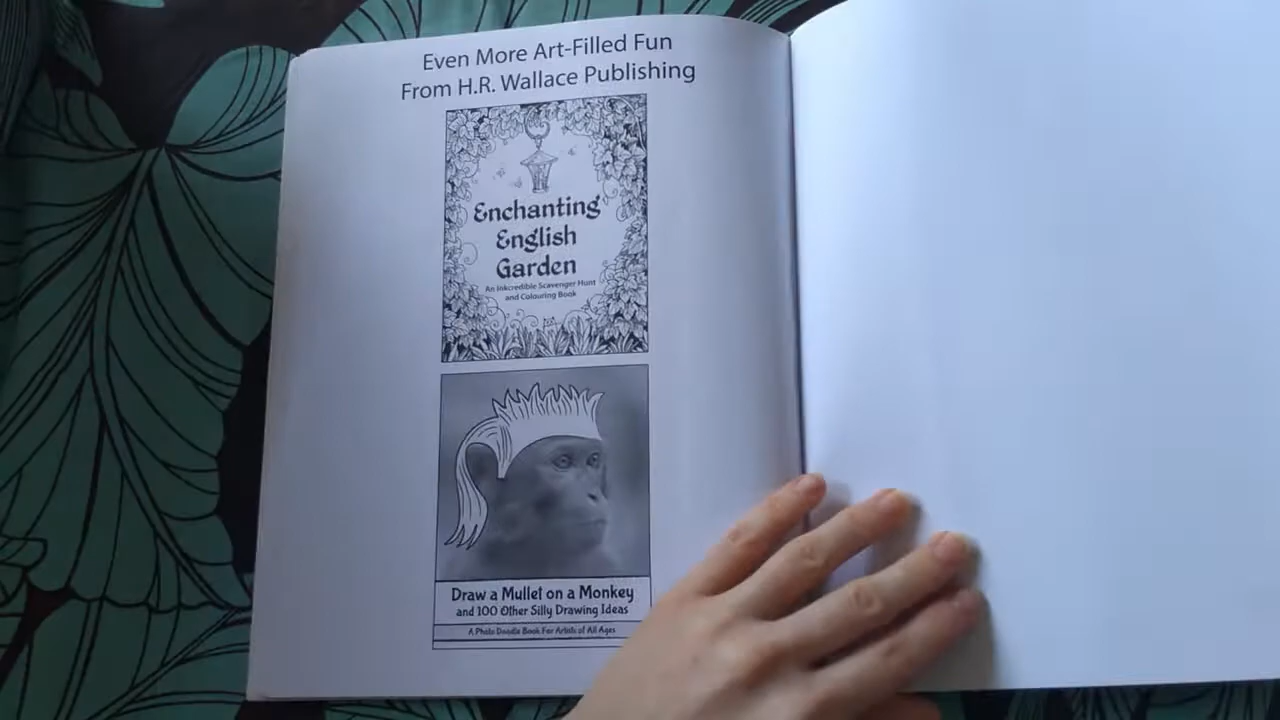 Even More Art-Filled Fun
From H.R. Wallace Publishing
Enchanting
English
Garden
An Inkcredible Scavenger Hunt
and Colouring Book
Draw a Mullet on a Monkey
and 100 Other Silly Drawing Ideas
A Photo Doodle Book For Artists of All Ages